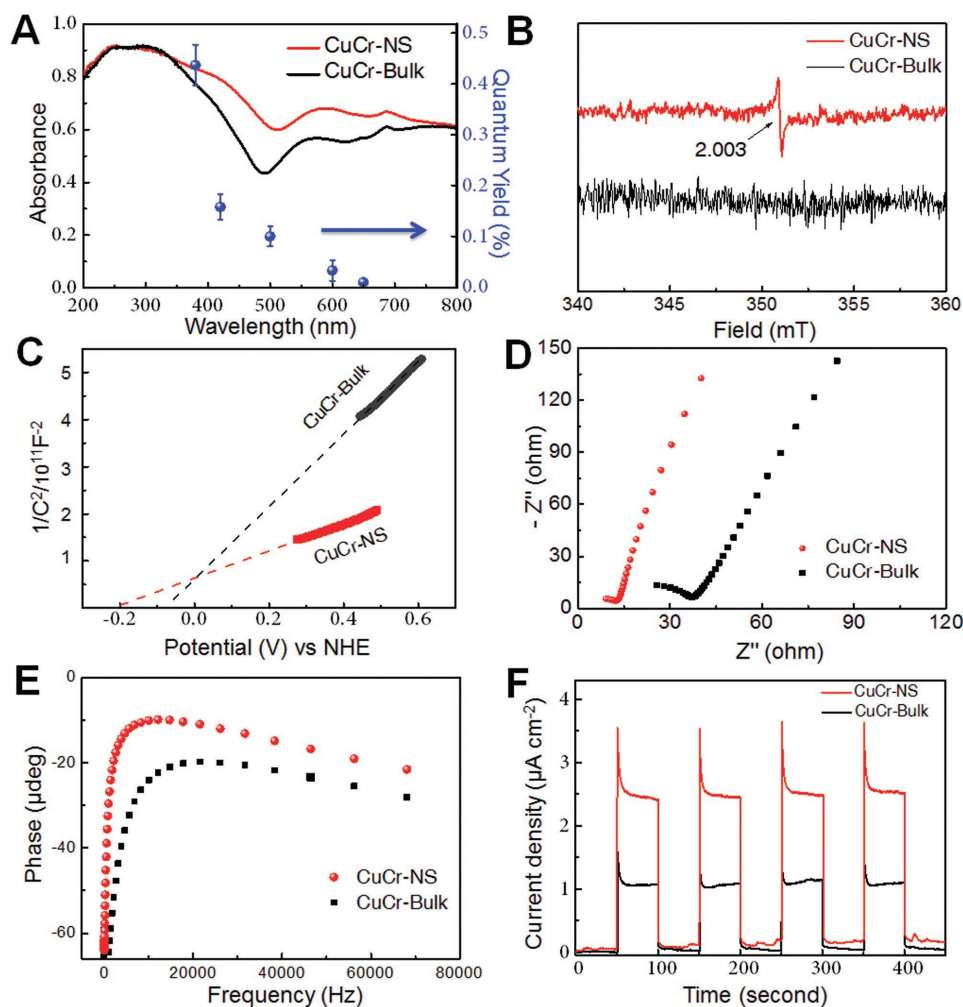 A
Absorbance
1.0
0.8
0.6
0.4
0.2
0.0
200 300 400 500 600 700 800
Wavelength (nm)
CuCr-NS
CuCr-Bulk
0.5
0.4
0.3
0.2
0.1
0.0
Quantum Yield (%)
B
CuCr-NS
CuCr-Bulk
2.003
340 345 350 355 360
Field (mT)
C
1/C²/10¹¹F⁻²
5
4
3
2
1
CuCr-Bulk
CuCr-NS
-0.2 0.0 0.2 0.4 0.6
Potential (V) vs NHE
D
- Z" (ohm)
150
120
90
60
30
0
CuCr-NS
CuCr-Bulk
0 30 60 90 120
Z" (ohm)
E
Phase (µdeg)
0
-20
-40
-60
CuCr-NS
CuCr-Bulk
0 20000 40000 60000 80000
Frequency (Hz)
F
Current density (µA cm⁻²)
4
3
2
1
0
CuCr-NS
CuCr-Bulk
0 100 200 300 400
Time (second)